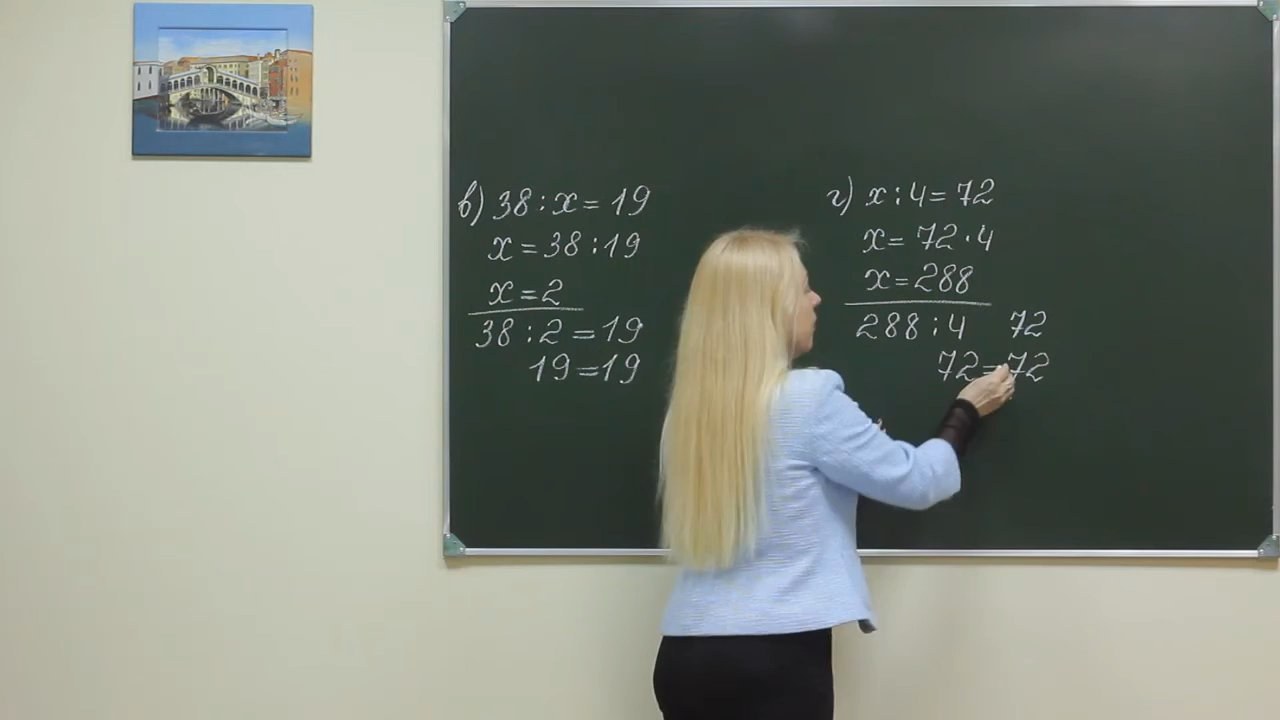 в) 38 : x = 19
x = 38 : 19
x = 2
38 : 2 = 19
19 = 19
г) x : 4 = 72
x = 72 · 4
x = 288
288 : 4   72
72 = 72